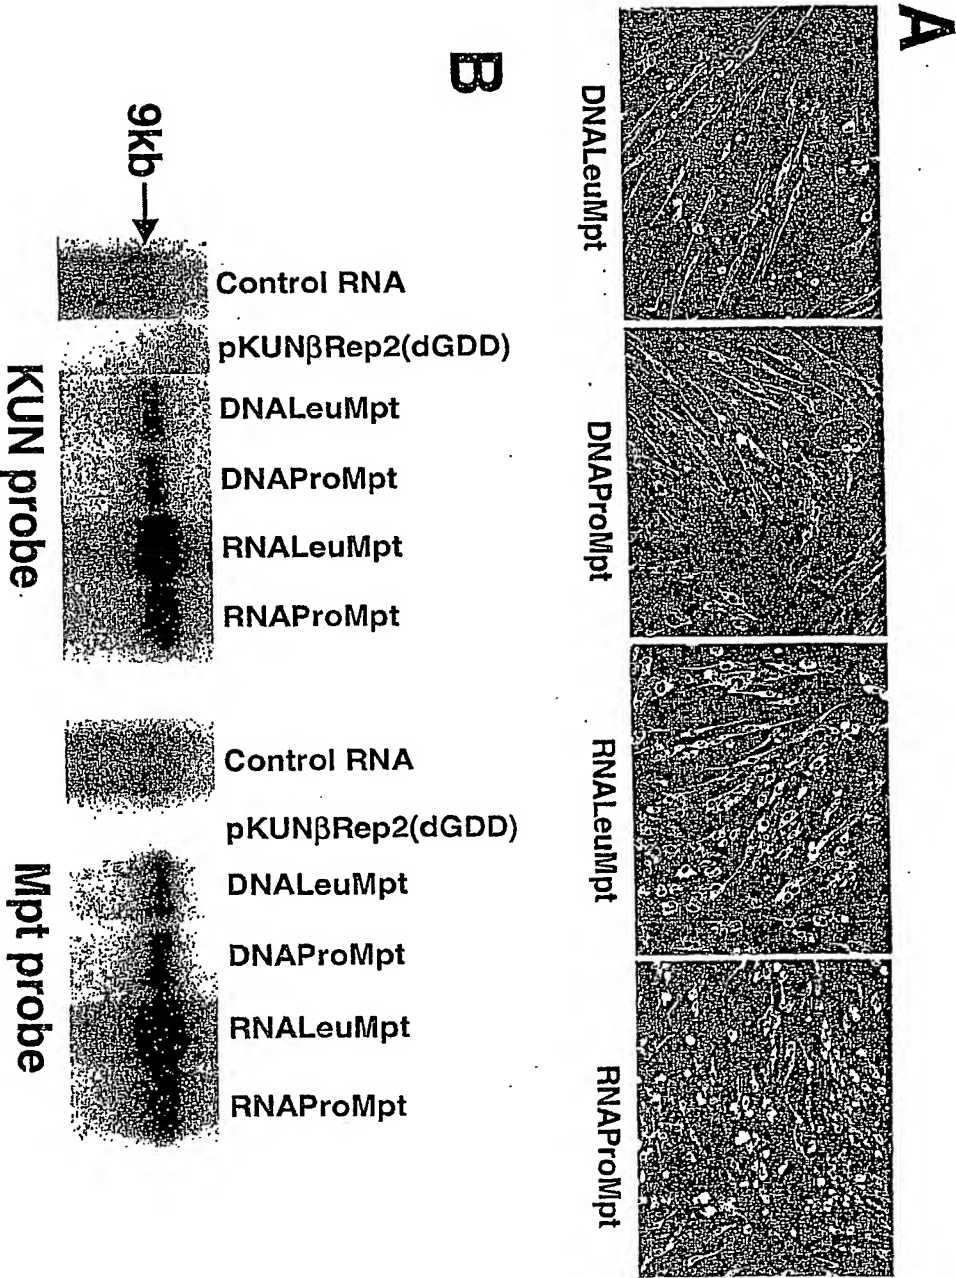 A
DNALeuMpt
DNAProMpt
RNALeuMpt
RNAProMpt
B
9kb
Control RNA
pKUNβRep2(dGDD)
DNALeuMpt
DNAProMpt
RNALeuMpt
RNAProMpt
KUN probe
Control RNA
pKUNβRep2(dGDD)
DNALeuMpt
DNAProMpt
RNALeuMpt
RNAProMpt
Mpt probe